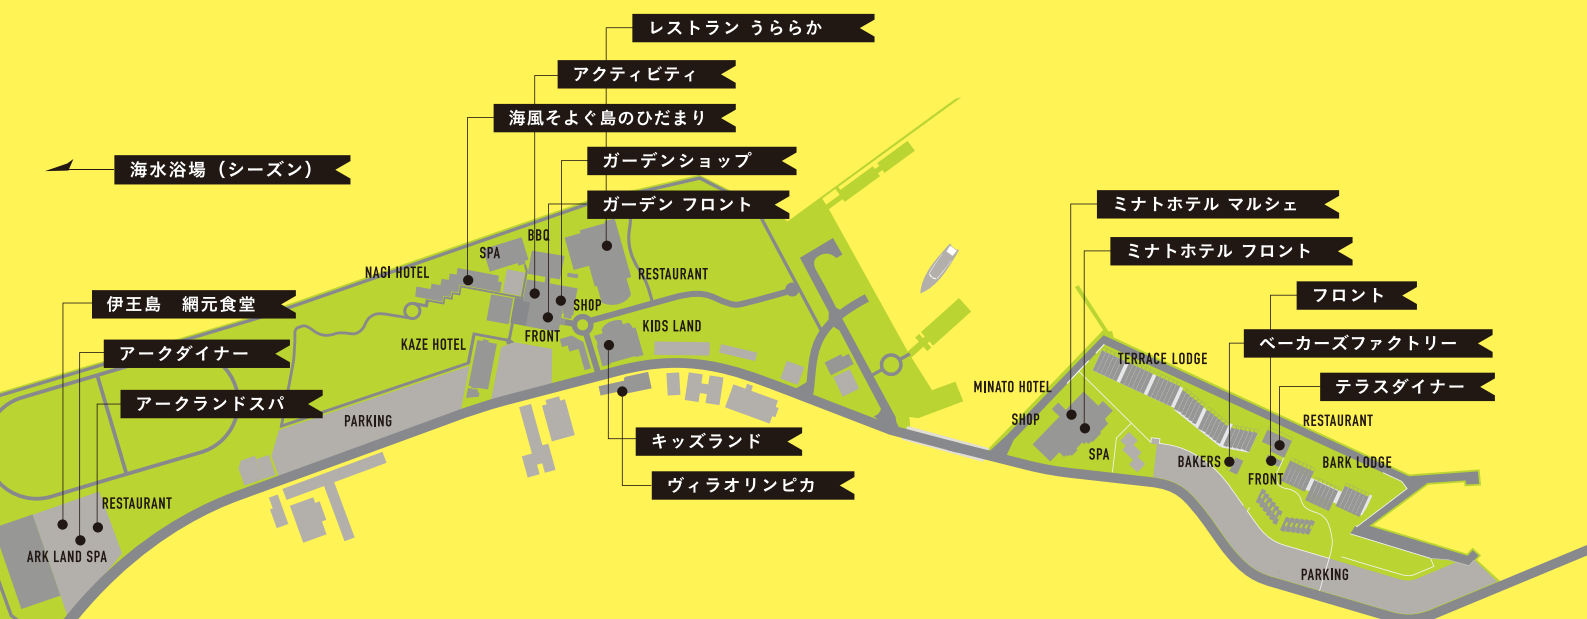 レストラン うららか
アクティビティ
海風そよぐ島のひだまり
ガーデンショップ
海水浴場（シーズン）
ガーデン フロント
ミナトホテル マルシェ
BBQ
SPA
ミナトホテル フロント
NAGI HOTEL
RESTAURANT
伊王島　網元食堂
SHOP
フロント
KIDS LAND
FRONT
KAZE HOTEL
ベーカーズファクトリー
アークダイナー
TERRACE LODGE
MINATO HOTEL
テラスダイナー
アークランドスパ
PARKING
SHOP
RESTAURANT
キッズランド
SPA
BAKERS
BARK LODGE
FRONT
ヴィラオリンピカ
RESTAURANT
ARK LAND SPA
PARKING